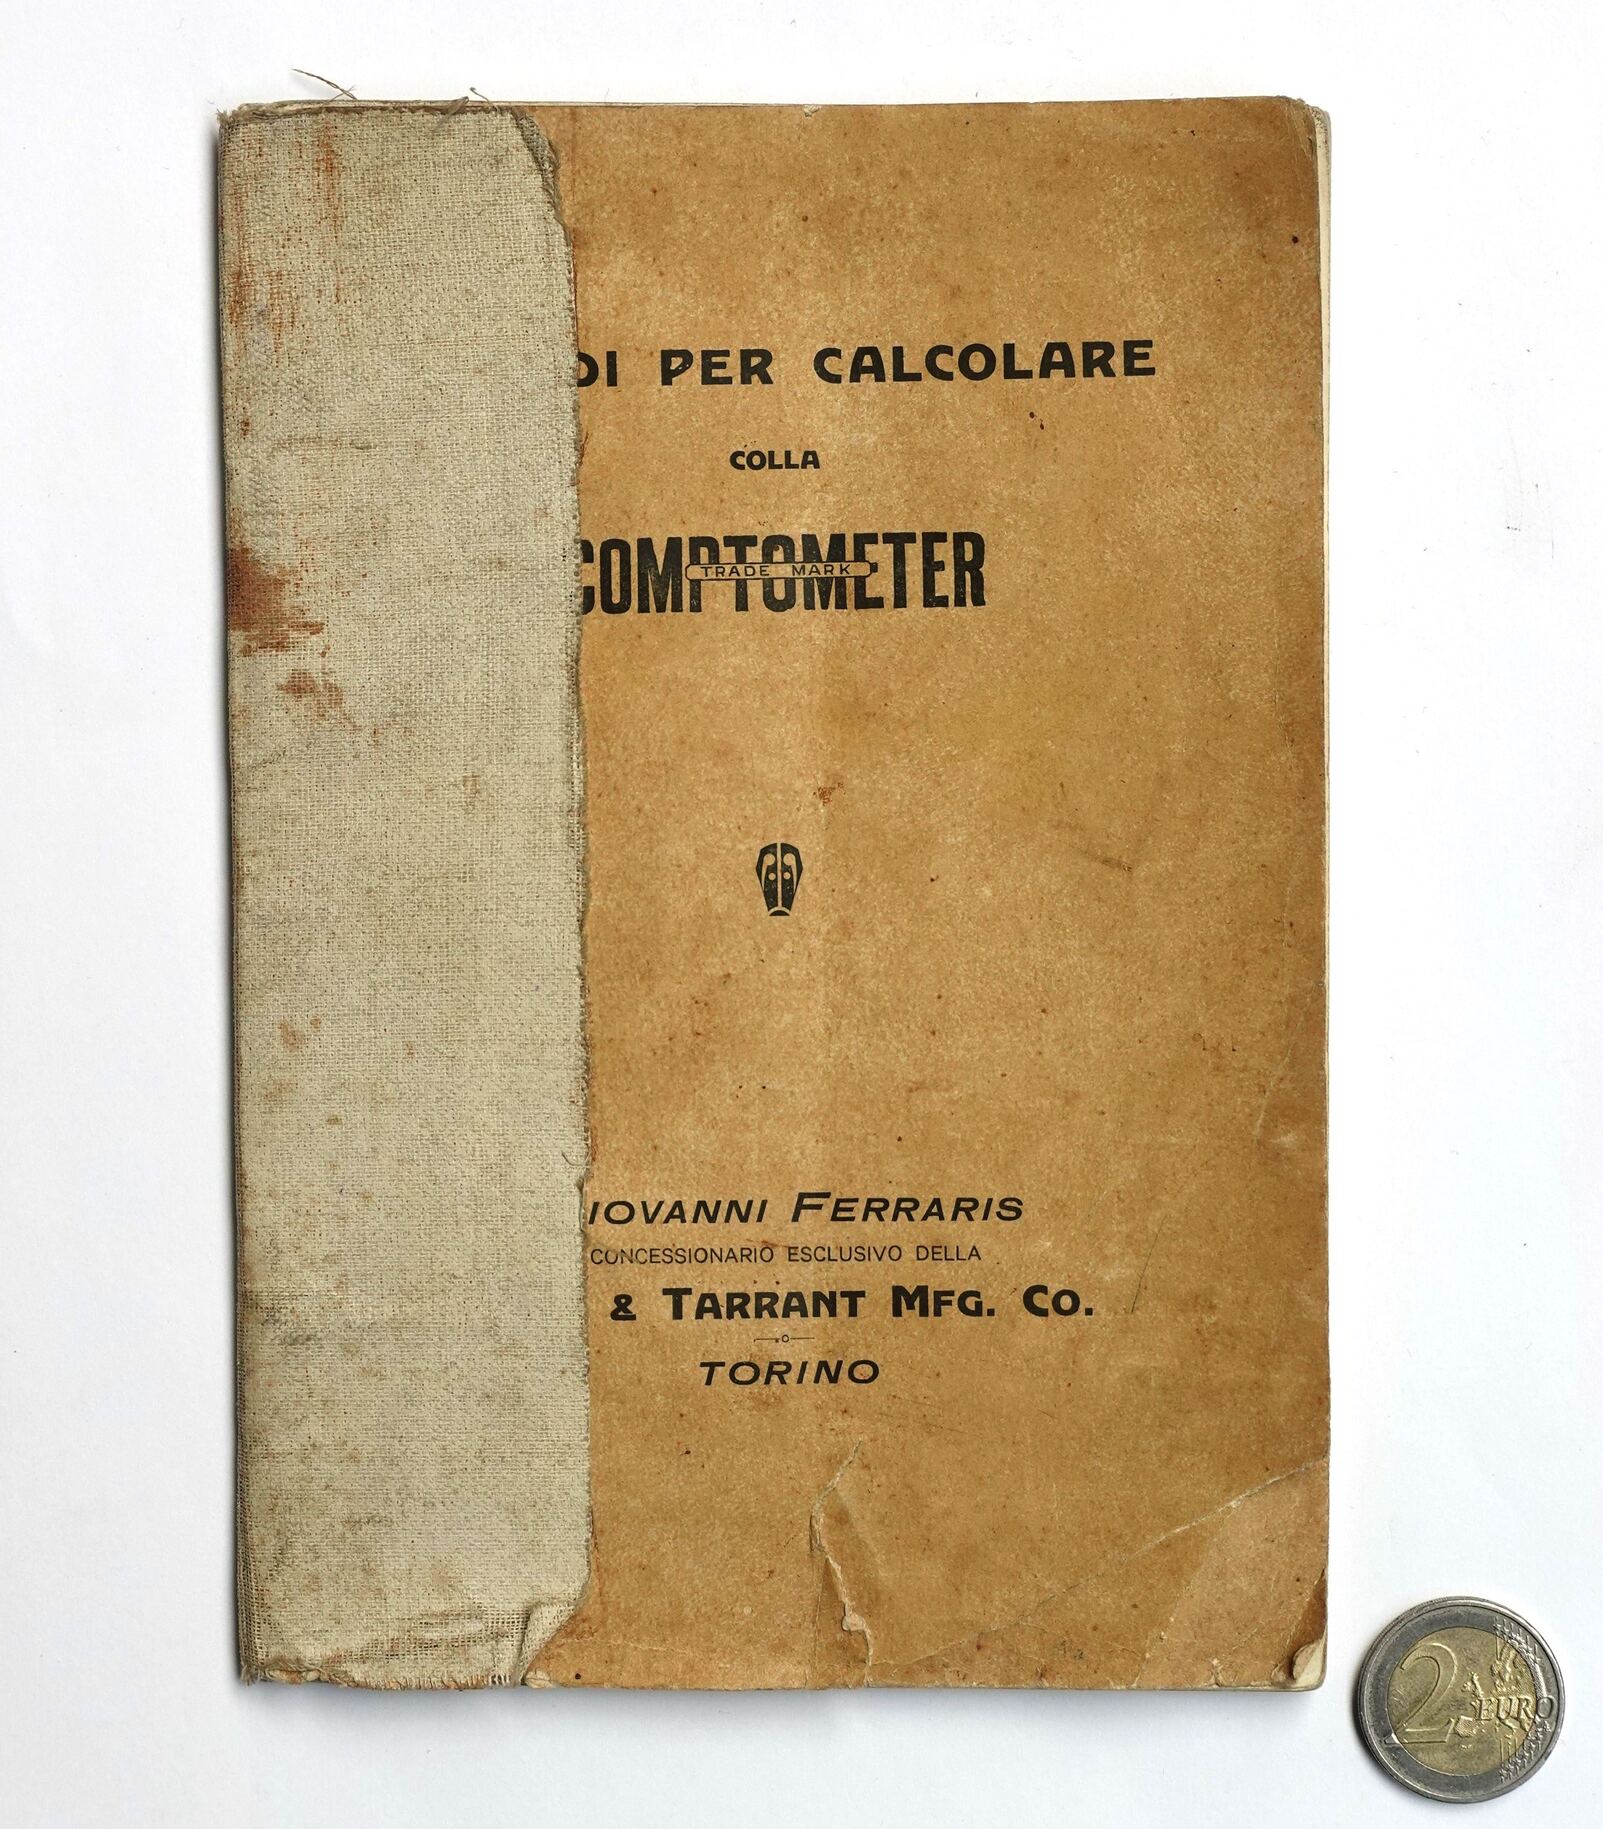 DI PER CALCOLARE
COLLA
COMPTOMETER
TRADE MARK
IOVANNI FERRARIS
CONCESSIONARIO ESCLUSIVO DELLA
& TARRANT MFG. CO.
TORINO
2 EURO